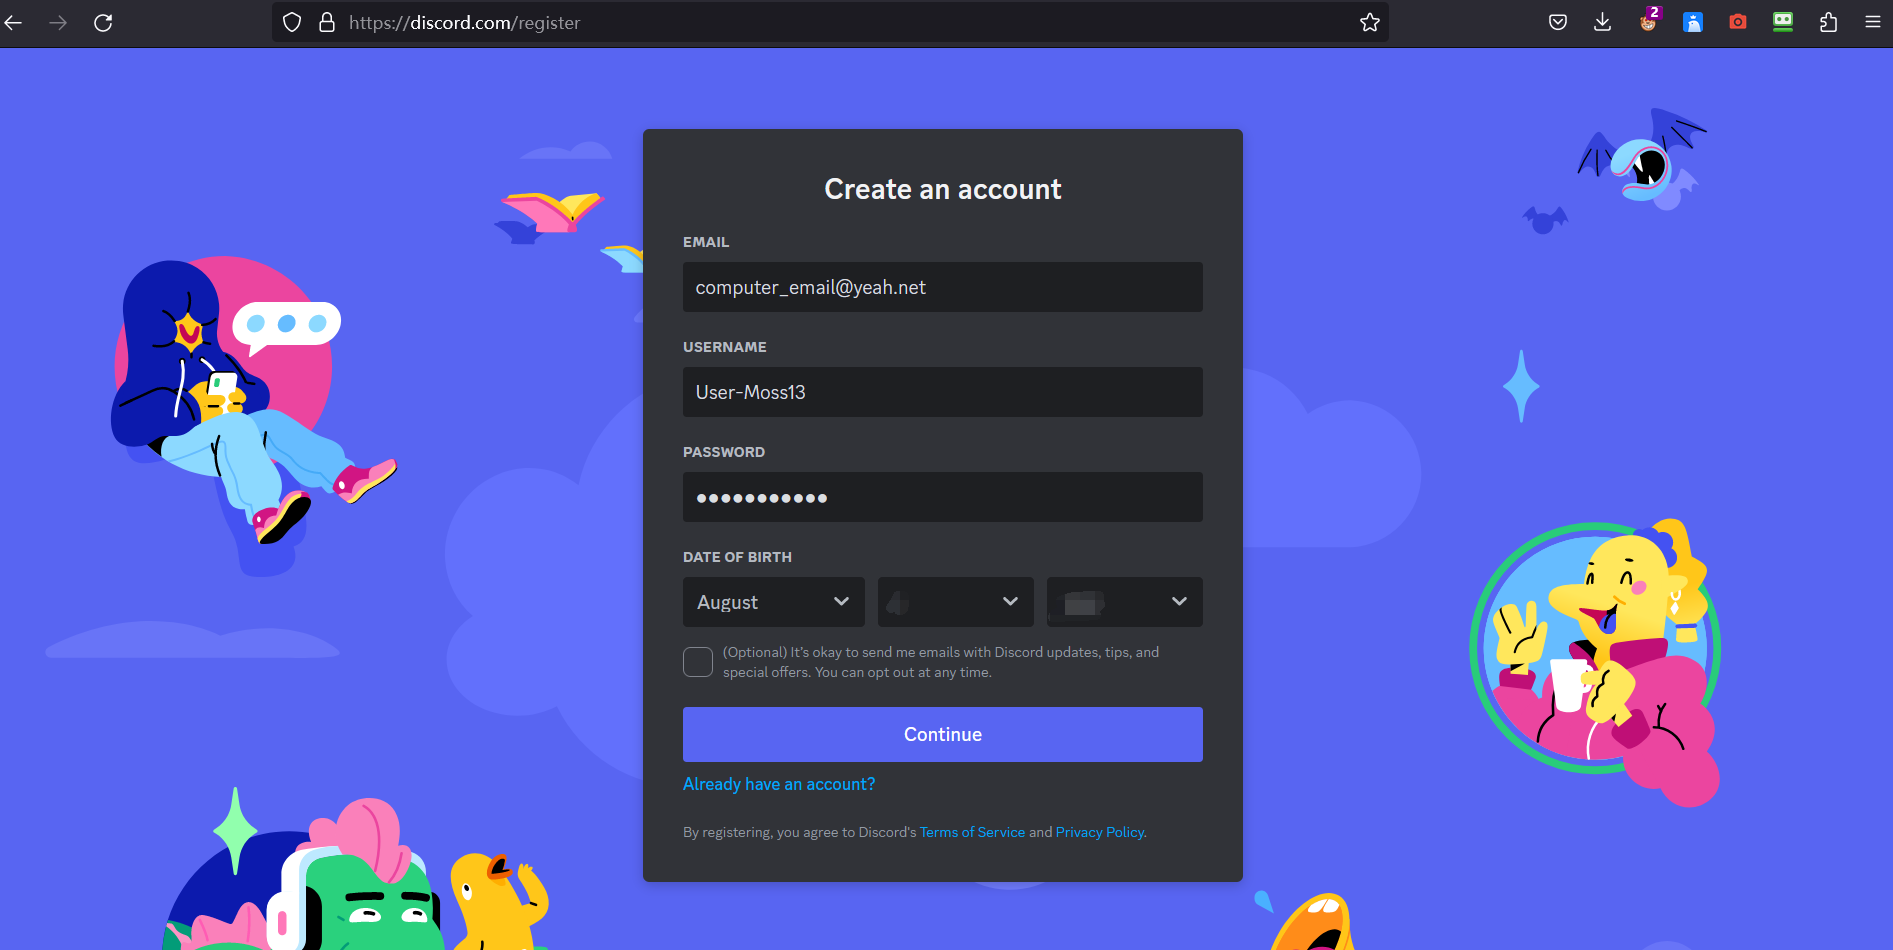 https://discord.com/register
2
Create an account
EMAIL
computer_email@yeah.net
USERNAME
User-Moss13
PASSWORD
●●●●●●●●●●●
DATE OF BIRTH
August
(Optional) It's okay to send me emails with Discord updates, tips, and
special offers. You can opt out at any time.
Continue
Already have an account?
By registering, you agree to Discord's Terms of Service and Privacy Policy.